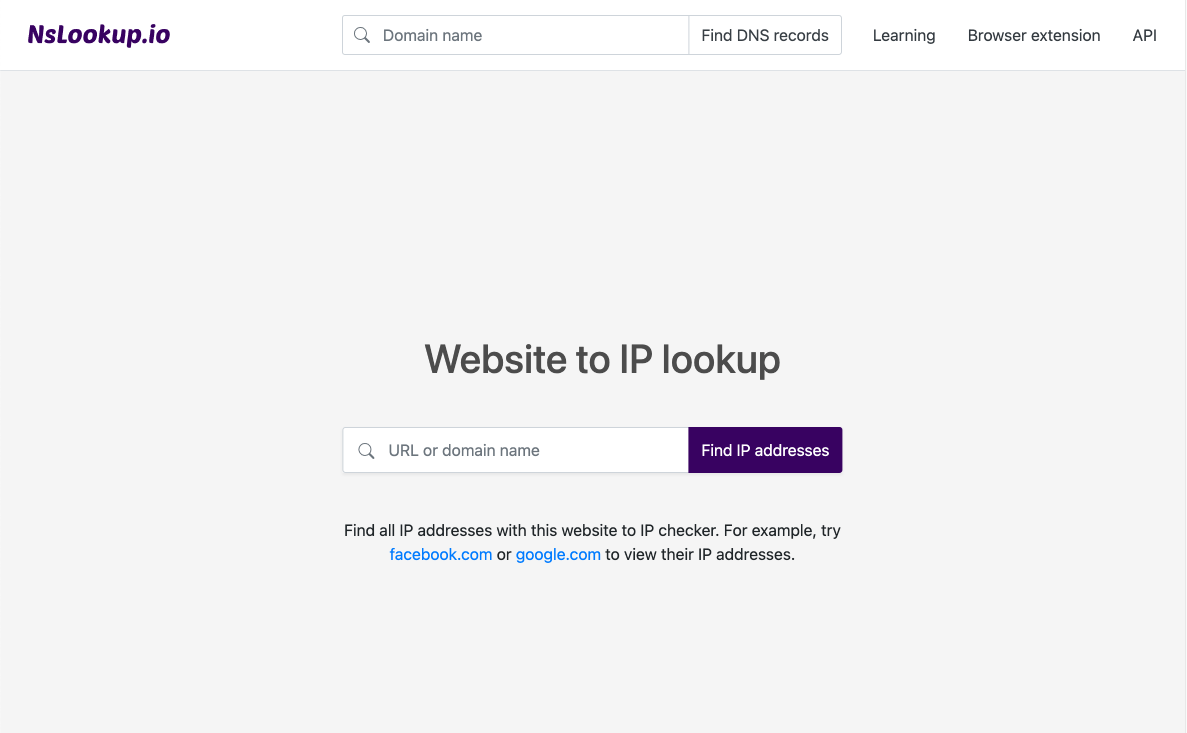 NsLookup.io
Domain name
Find DNS records
Learning
Browser extension
API
Website to IP lookup
URL or domain name
Find IP addresses
Find all IP addresses with this website to IP checker. For example, try
facebook.com or google.com to view their IP addresses.